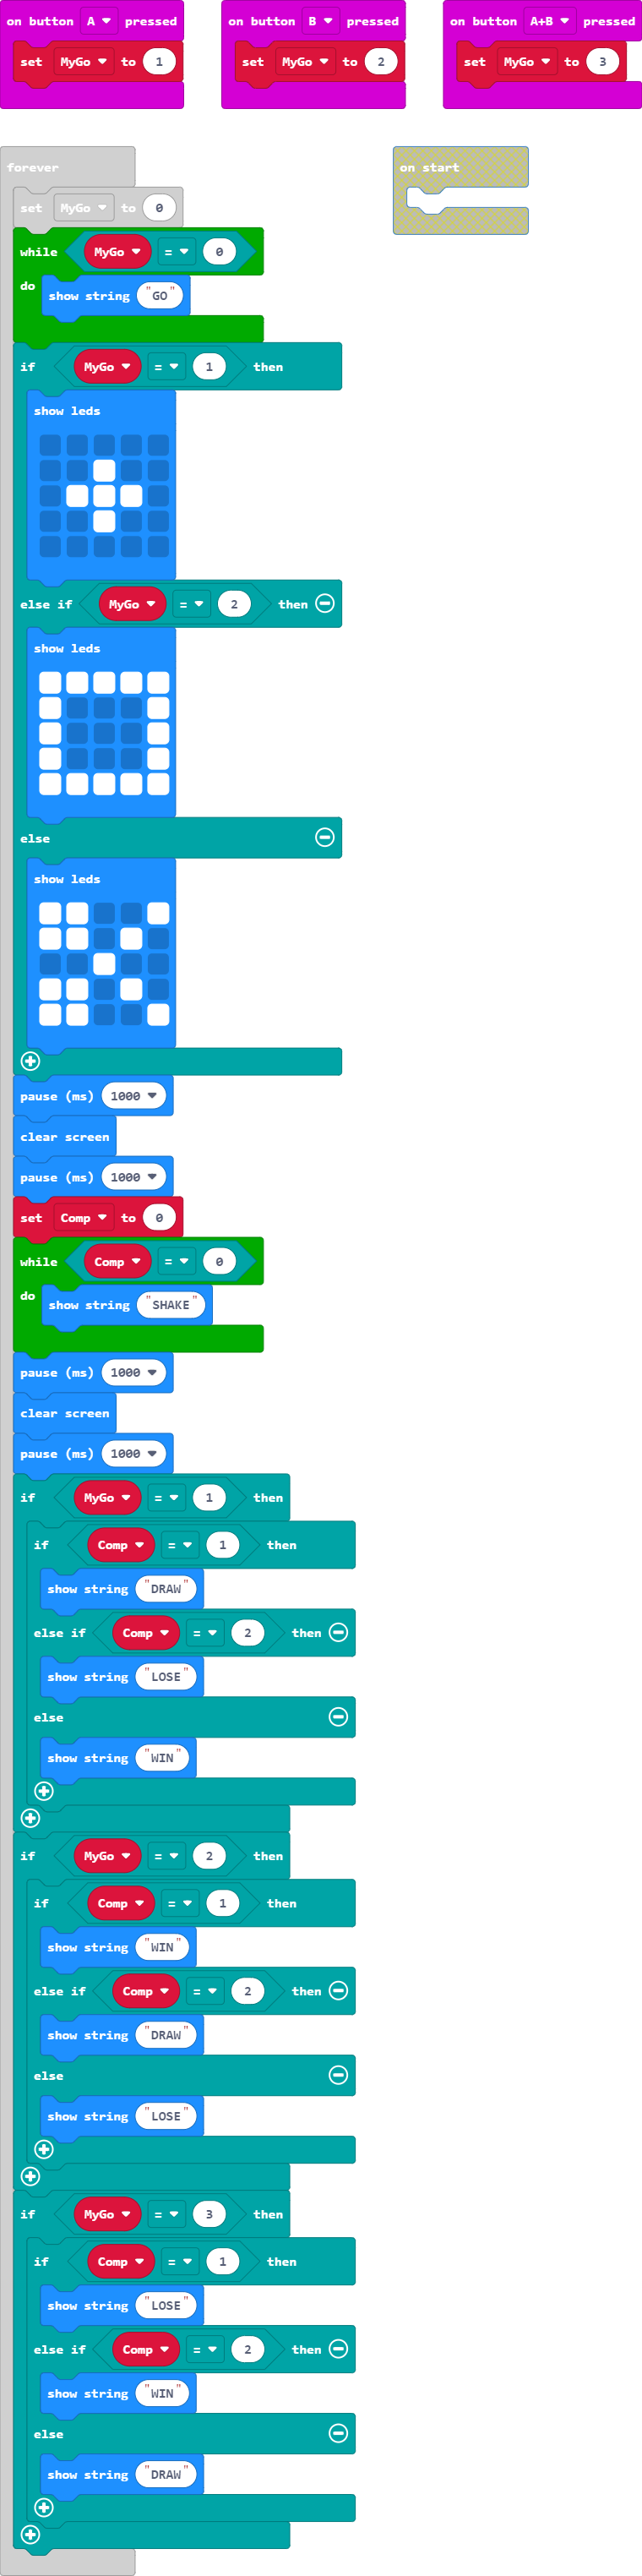 on button A pressed
set MyGo to 1
on button B pressed
set MyGo to 2
on button A+B pressed
set MyGo to 3
forever
set MyGo to 0
while MyGo = 0
do show string "GO"
if MyGo = 1 then
show leds
else if MyGo = 2 then
show leds
else
show leds
pause (ms) 1000
clear screen
pause (ms) 1000
set Comp to 0
while Comp = 0
do show string "SHAKE"
pause (ms) 1000
clear screen
pause (ms) 1000
if MyGo = 1 then
if Comp = 1 then
show string "DRAW"
else if Comp = 2 then
show string "LOSE"
else
show string "WIN"
if MyGo = 2 then
if Comp = 1 then
show string "WIN"
else if Comp = 2 then
show string "DRAW"
else
show string "LOSE"
if MyGo = 3 then
if Comp = 1 then
show string "LOSE"
else if Comp = 2 then
show string "WIN"
else
show string "DRAW"
on start